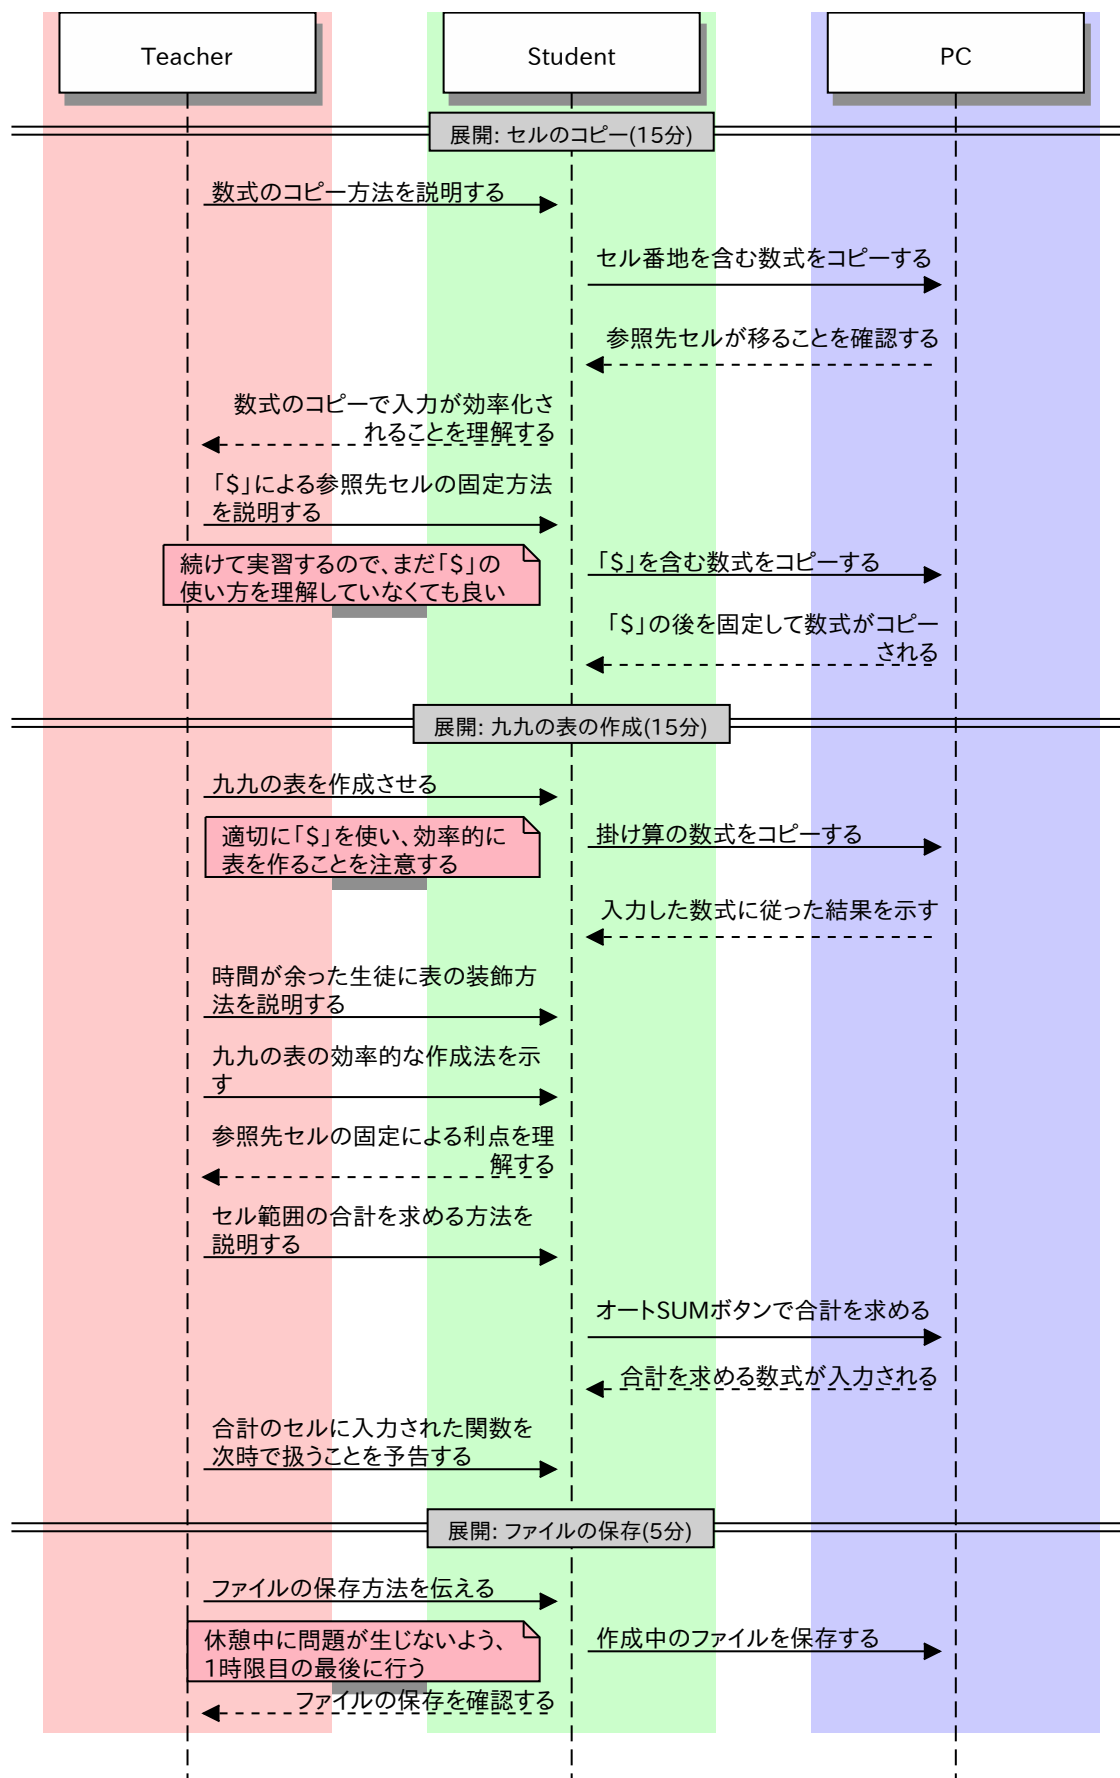 Teacher
Student
PC
展開: セルのコピー(15分)
数式のコピー方法を説明する
セル番地を含む数式をコピーする
参照先セルが移ることを確認する
数式のコピーで入力が効率化さ
れることを理解する
「$」による参照先セルの固定方法
を説明する
続けて実習するので、まだ「$」の
使い方を理解していなくても良い
「$」を含む数式をコピーする
「$」の後を固定して数式がコピー
される
展開: 九九の表の作成(15分)
九九の表を作成させる
適切に「$」を使い、効率的に
表を作ることを注意する
掛け算の数式をコピーする
入力した数式に従った結果を示す
時間が余った生徒に表の装飾方
法を説明する
九九の表の効率的な作成法を示
す
参照先セルの固定による利点を理
解する
セル範囲の合計を求める方法を
説明する
オートSUMボタンで合計を求める
合計を求める数式が入力される
合計のセルに入力された関数を
次時で扱うことを予告する
展開: ファイルの保存(5分)
ファイルの保存方法を伝える
休憩中に問題が生じないよう、
1時限目の最後に行う
作成中のファイルを保存する
ファイルの保存を確認する